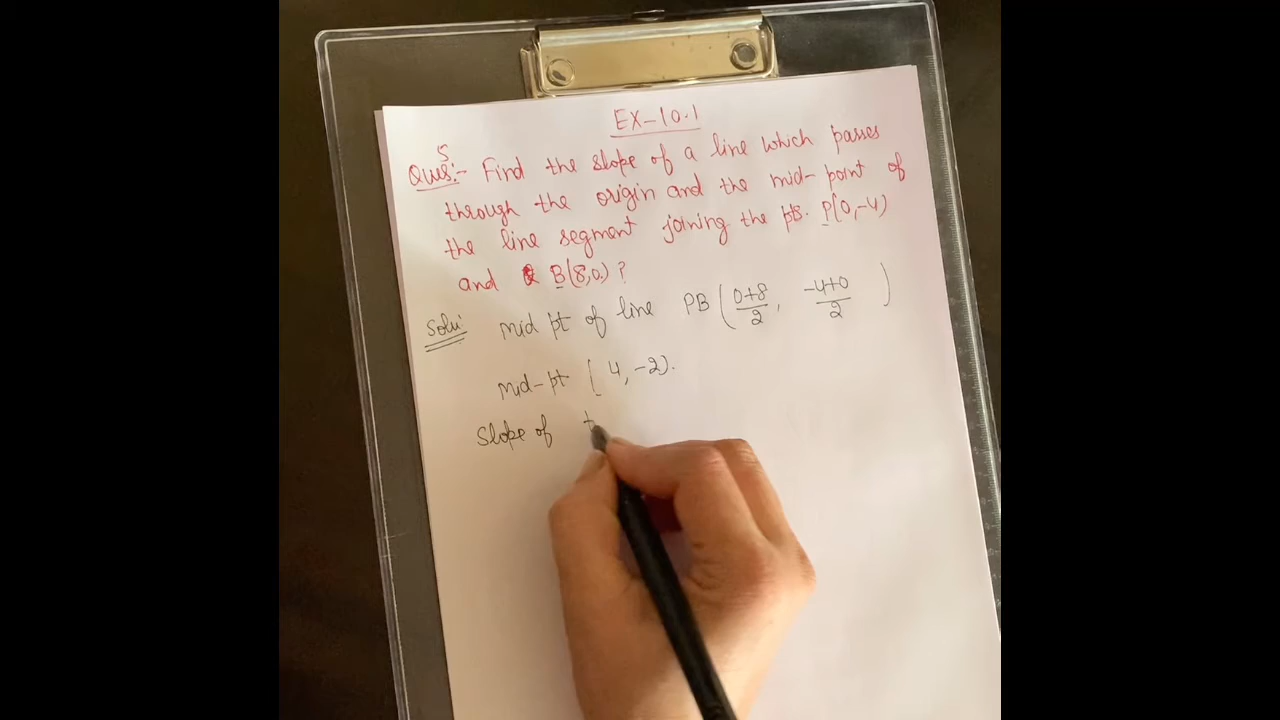 EX-10.1
5
Ques:- Find the slope of a line which passes
through the origin and the mid-point of
the line segment joining the pts. P(0,-4)
and B(8,0.) ?
Solu: mid pt of line PB ( 0+8/2 , -4+0/2 )
mid-pt ( 4, -2).
slope of